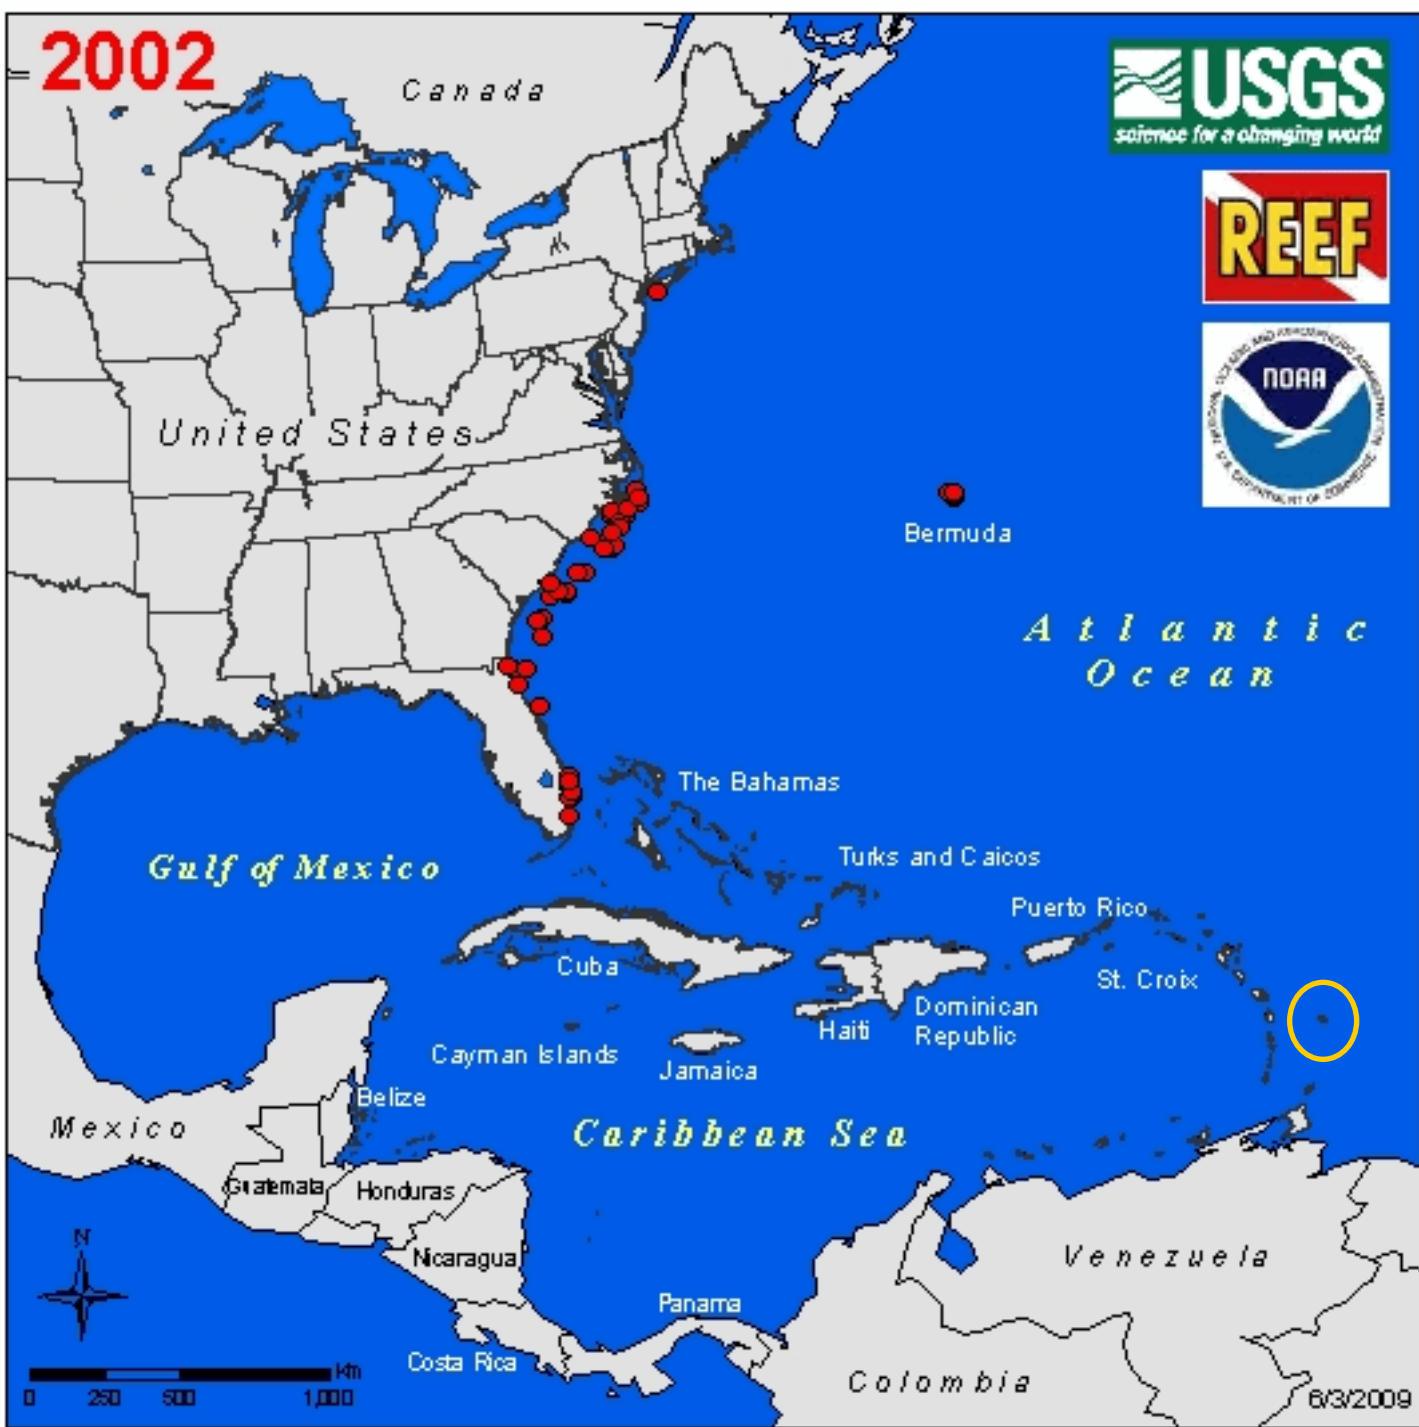 2002
Canada
USGS
science for a changing world
REEF
NOAA
United States
Bermuda
Atlantic
Ocean
The Bahamas
Gulf of Mexico
Turks and Caicos
Puerto Rico
Cuba
St. Croix
Dominican
Republic
Haiti
Cayman Islands
Jamaica
Belize
Mexico
Caribbean Sea
Guatemala
Honduras
Nicaragua
Venezuela
N
Panama
Costa Rica
Colombia
km
0 250 500 1,000
6/3/2009